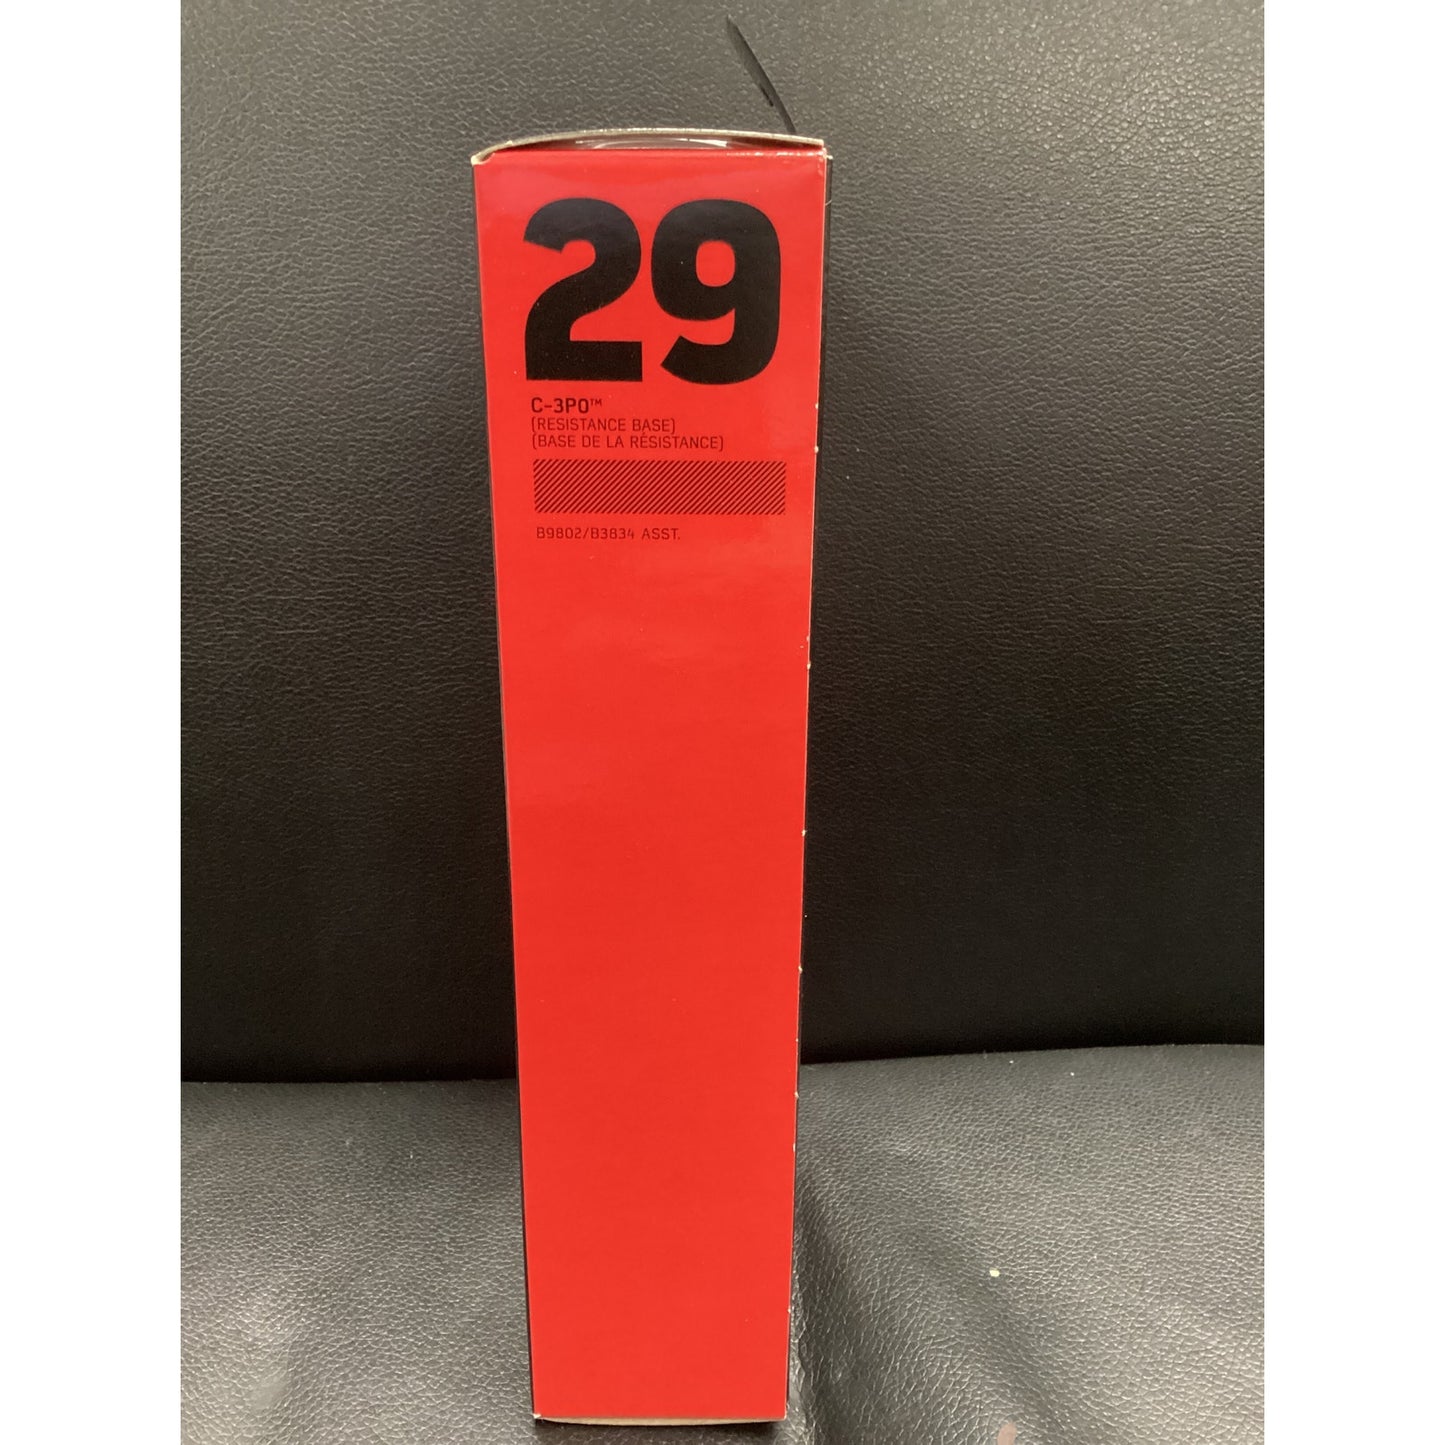 29
C-3PO™
(RESISTANCE BASE)
(BASE DE LA RÉSISTANCE)
B9802/B3834 ASST.